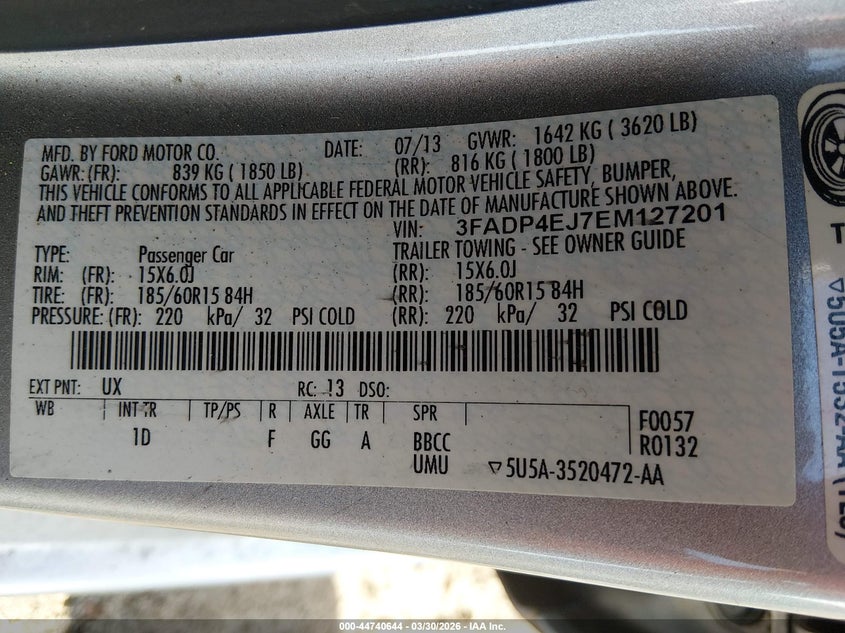 MFD. BY FORD MOTOR CO. DATE: 07/13 GVWR: 1642 KG ( 3620 LB)
GAWR: (FR): 839 KG ( 1850 LB) (RR): 816 KG ( 1800 LB)
THIS VEHICLE CONFORMS TO ALL APPLICABLE FEDERAL MOTOR VEHICLE SAFETY, BUMPER,
AND THEFT PREVENTION STANDARDS IN EFFECT ON THE DATE OF MANUFACTURE SHOWN ABOVE.
VIN: 3FADP4EJ7EM127201
TYPE: Passenger Car TRAILER TOWING - SEE OWNER GUIDE
RIM: (FR): 15X6.0J (RR): 15X6.0J
TIRE: (FR): 185/60R15 84H (RR): 185/60R15 84H
PRESSURE: (FR): 220 kPa/ 32 PSI COLD (RR): 220 kPa/ 32 PSI COLD
EXT PNT: UX RC: 13 DSO:
WB INT TR TP/PS R AXLE TR SPR F0057
1D F GG A BBCC R0132
UMU ▽5U5A-3520472-AA
T
000-44740644 — 03/30/2026 — IAA Inc.